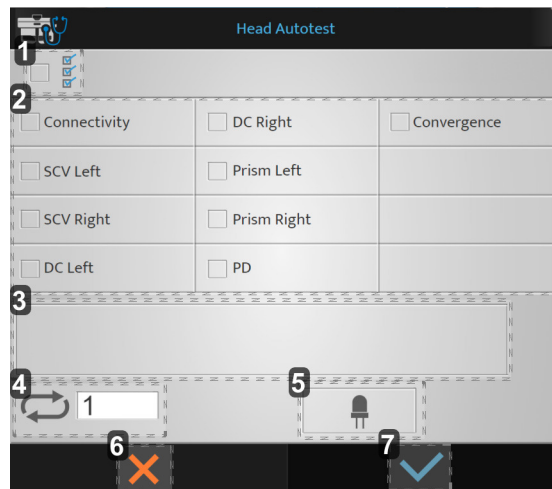 Head Autotest
1
2
Connectivity DC Right Convergence
SCV Left Prism Left
SCV Right Prism Right
DC Left PD
3
4 1
5
6
7